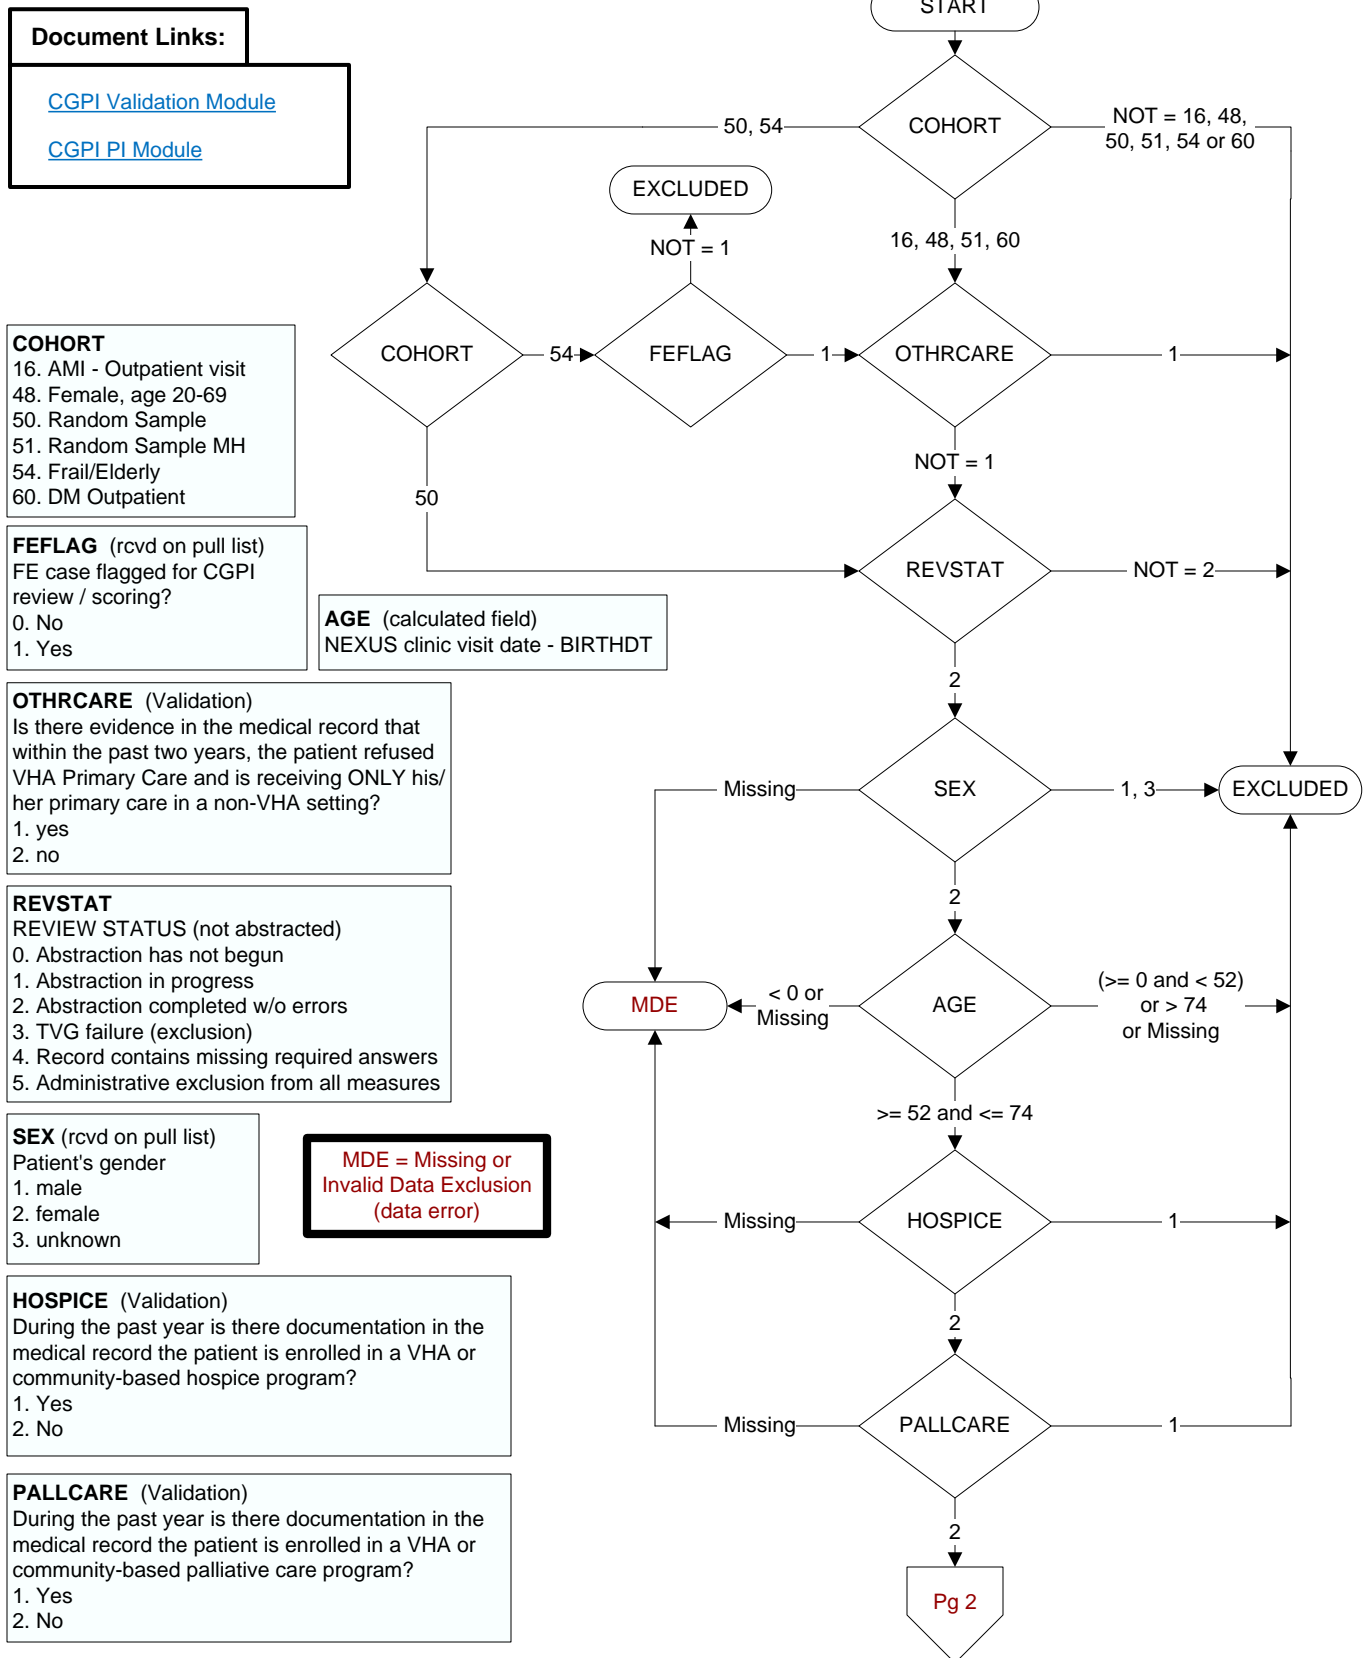 START
Document Links:
CGPI Validation Module
CGPI PI Module
50, 54
COHORT
NOT = 16, 48,
50, 51, 54 or 60
EXCLUDED
NOT = 1
16, 48, 51, 60
COHORT
54
FEFLAG
1
OTHRCARE
1
NOT = 1
50
REVSTAT
NOT = 2
2
Missing
SEX
1, 3
EXCLUDED
2
MDE
< 0 or
Missing
AGE
(>= 0 and < 52)
or > 74
or Missing
>= 52 and <= 74
Missing
HOSPICE
1
2
Missing
PALLCARE
1
2
Pg 2
COHORT
16. AMI - Outpatient visit
48. Female, age 20-69
50. Random Sample
51. Random Sample MH
54. Frail/Elderly
60. DM Outpatient
FEFLAG (rcvd on pull list)
FE case flagged for CGPI
review / scoring?
0. No
1. Yes
AGE (calculated field)
NEXUS clinic visit date - BIRTHDT
OTHRCARE (Validation)
Is there evidence in the medical record that
within the past two years, the patient refused
VHA Primary Care and is receiving ONLY his/
her primary care in a non-VHA setting?
1. yes
2. no
REVSTAT
REVIEW STATUS (not abstracted)
0. Abstraction has not begun
1. Abstraction in progress
2. Abstraction completed w/o errors
3. TVG failure (exclusion)
4. Record contains missing required answers
5. Administrative exclusion from all measures
SEX (rcvd on pull list)
Patient's gender
1. male
2. female
3. unknown
MDE = Missing or
Invalid Data Exclusion
(data error)
HOSPICE (Validation)
During the past year is there documentation in the
medical record the patient is enrolled in a VHA or
community-based hospice program?
1. Yes
2. No
PALLCARE (Validation)
During the past year is there documentation in the
medical record the patient is enrolled in a VHA or
community-based palliative care program?
1. Yes
2. No